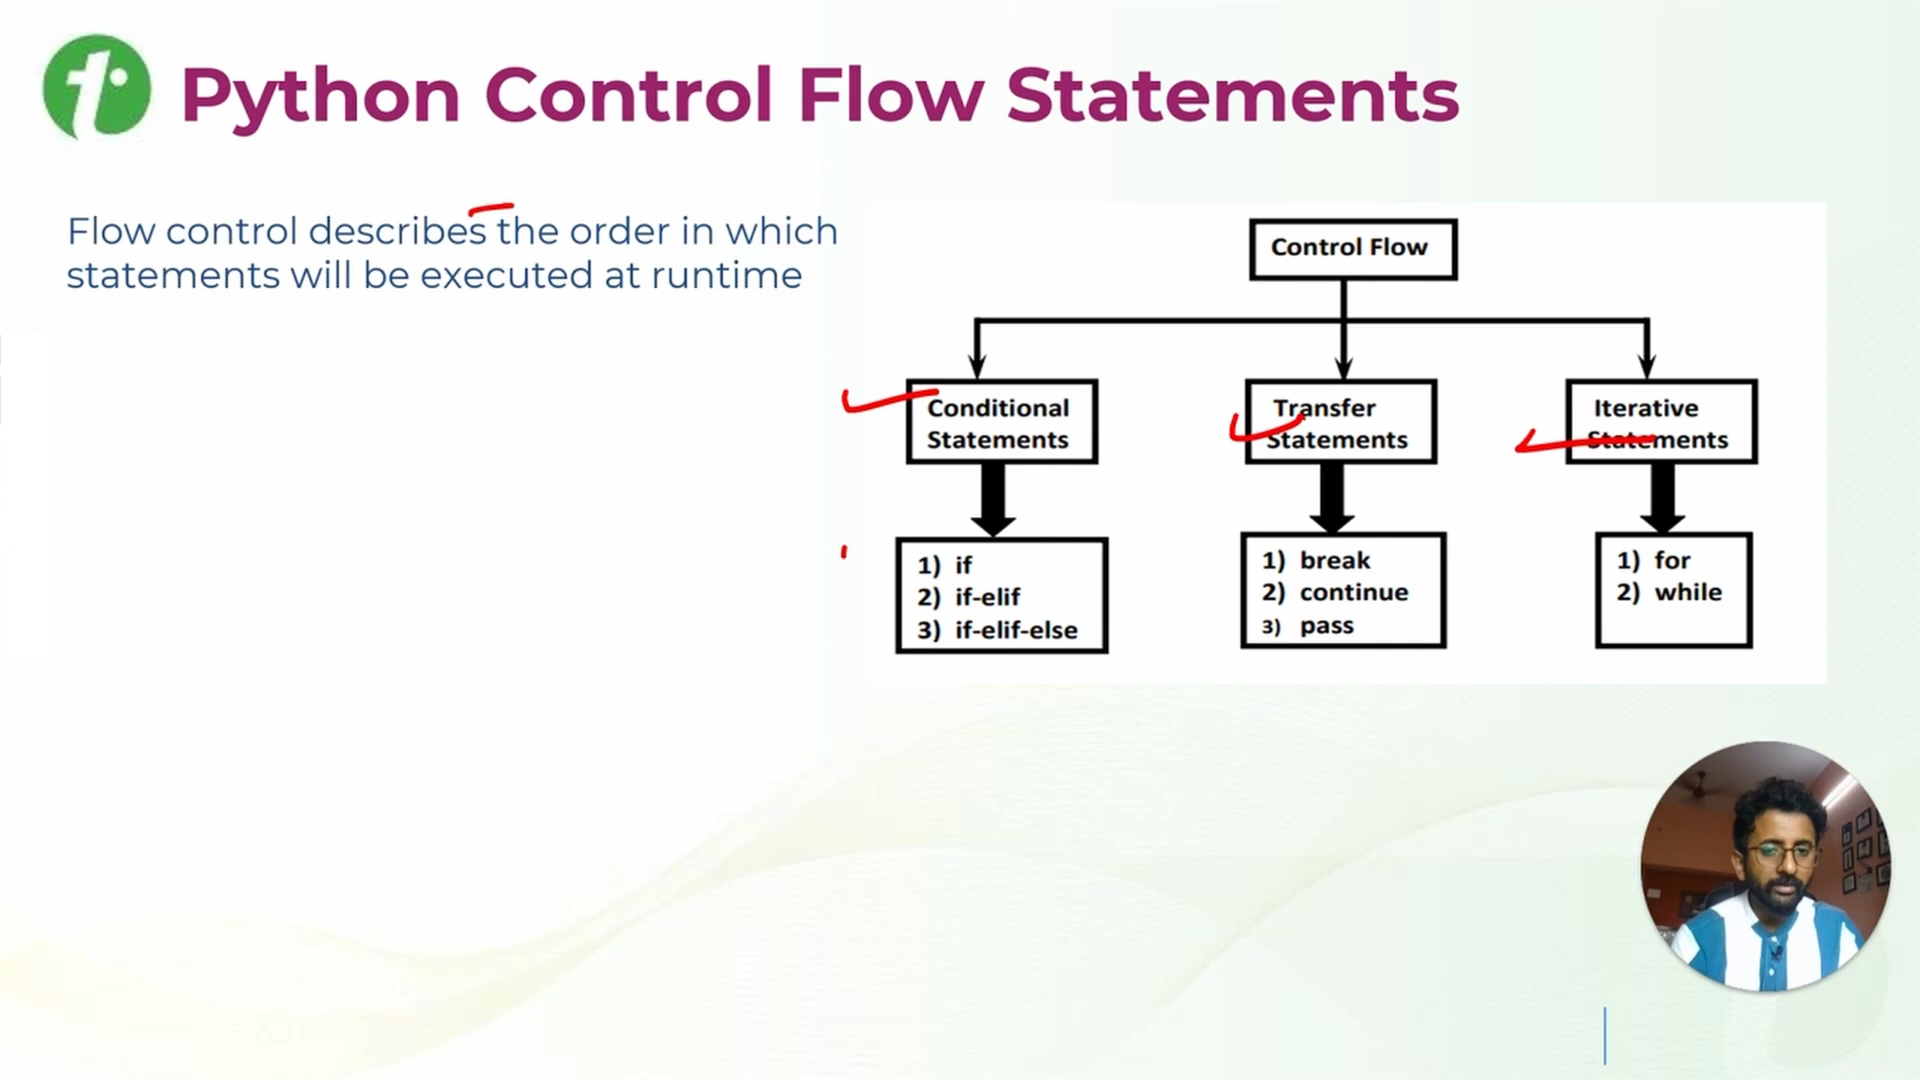 Python Control Flow Statements
Flow control describes the order in which
statements will be executed at runtime
Control Flow
Conditional
Statements
Transfer
Statements
Iterative
Statements
1) if
2) if-elif
3) if-elif-else
1) break
2) continue
3) pass
1) for
2) while